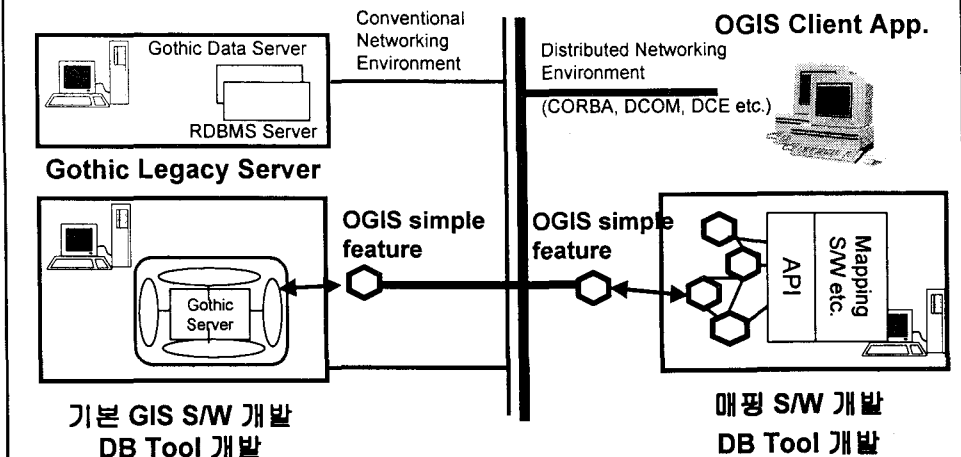 Conventional
Networking
Environment
OGIS Client App.
Gothic Data Server
RDBMS Server
Distributed Networking
Environment
(CORBA, DCOM, DCE etc.)
Gothic Legacy Server
OGIS simple
feature
OGIS simple
feature
Gothic
Server
API
Mapping
S/W etc.
기본 GIS S/W 개발
DB Tool 개발
매핑 S/W 개발
DB Tool 개발